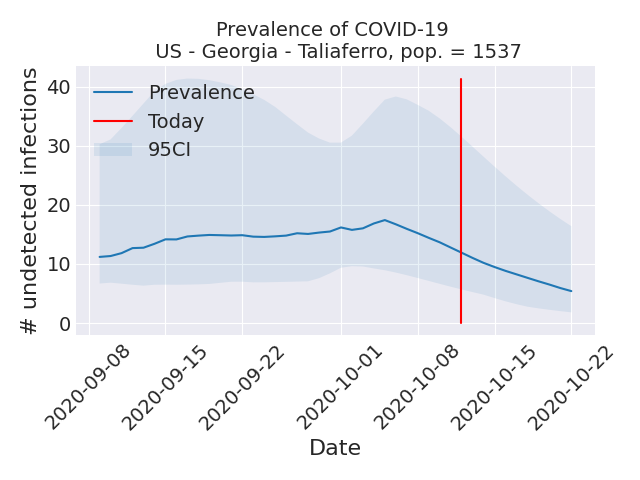 Prevalence of COVID-19
US - Georgia - Taliaferro, pop. = 1537
# undetected infections
40
30
20
10
0
Prevalence
Today
95CI
2020-09-08
2020-09-15
2020-09-22
2020-10-01
2020-10-08
2020-10-15
2020-10-22
Date